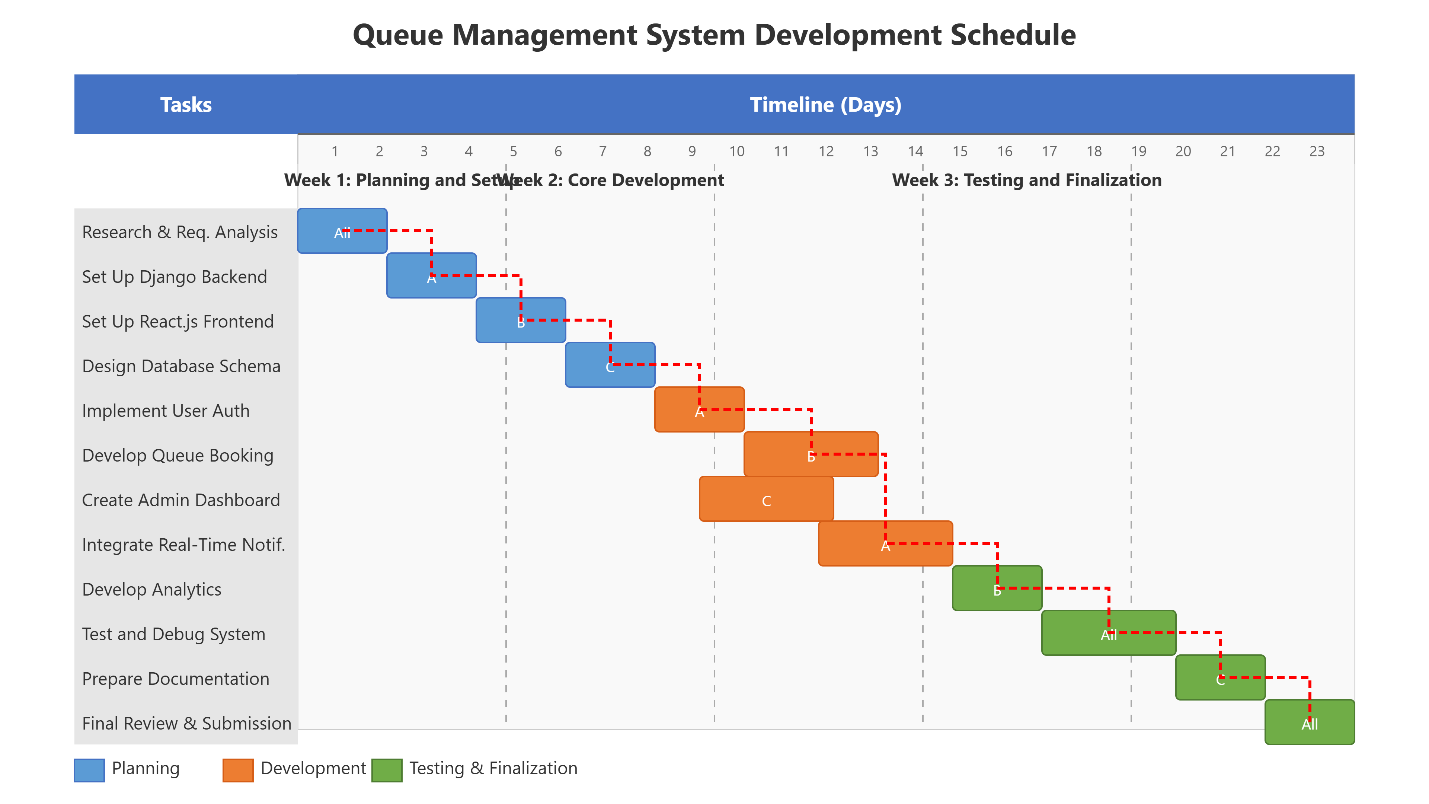 Queue Management System Development Schedule
Tasks
Timeline (Days)
1 2 3 4 5 6 7 8 9 10 11 12 13 14 15 16 17 18 19 20 21 22 23
Week 1: Planning and Setup
Week 2: Core Development
Week 3: Testing and Finalization
Research & Req. Analysis
All
Set Up Django Backend
A
Set Up React.js Frontend
B
Design Database Schema
C
Implement User Auth
A
Develop Queue Booking
B
Create Admin Dashboard
C
Integrate Real-Time Notif.
A
Develop Analytics
B
Test and Debug System
All
Prepare Documentation
C
Final Review & Submission
All
Planning
Development
Testing & Finalization